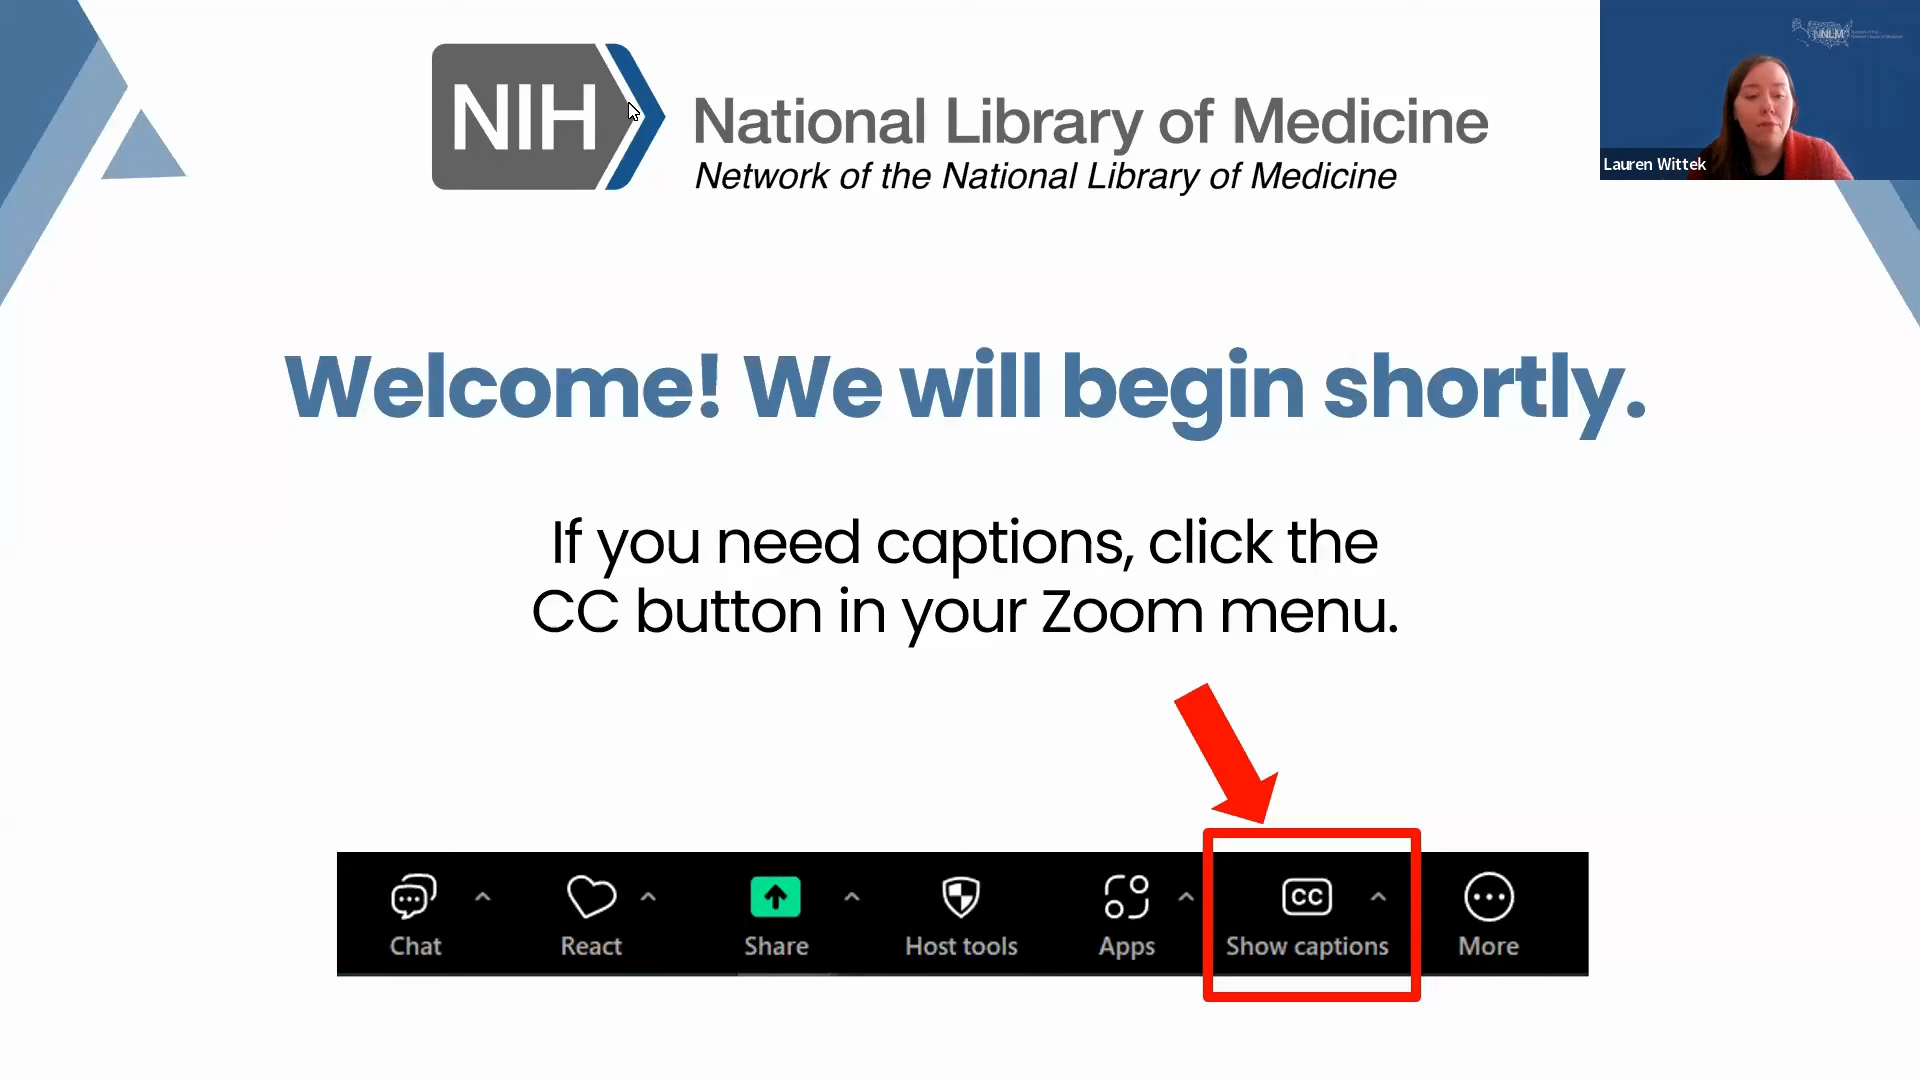 NIH
National Library of Medicine
Network of the National Library of Medicine
NNLM
Lauren Wittek
Welcome! We will begin shortly.
If you need captions, click the
CC button in your Zoom menu.
CC
Chat
React
Share
Host tools
Apps
Show captions
More